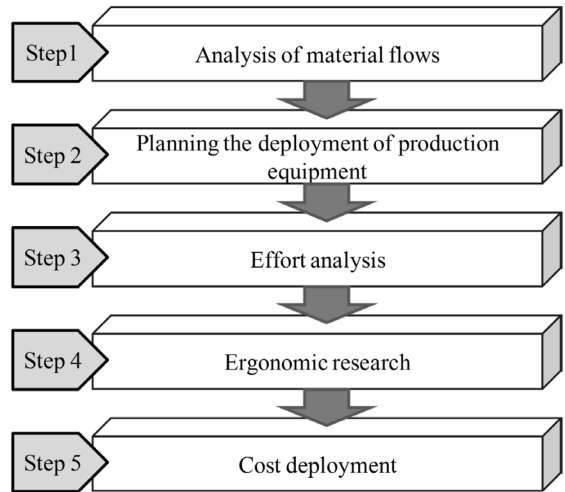 Step1
Analysis of material flows
Step 2
Planning the deployment of production
equipment
Step 3
Effort analysis
Step 4
Ergonomic research
Step 5
Cost deployment